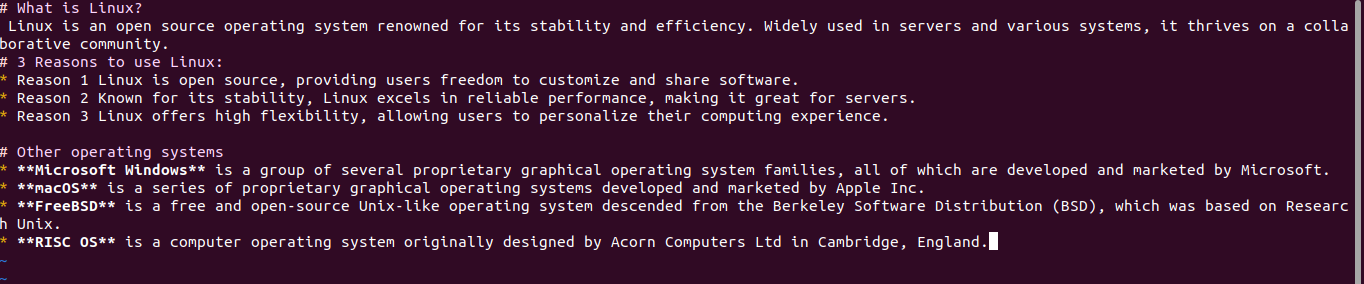 # What is Linux?
 Linux is an open source operating system renowned for its stability and efficiency. Widely used in servers and various systems, it thrives on a colla
borative community.
# 3 Reasons to use Linux:
* Reason 1 Linux is open source, providing users freedom to customize and share software.
* Reason 2 Known for its stability, Linux excels in reliable performance, making it great for servers.
* Reason 3 Linux offers high flexibility, allowing users to personalize their computing experience.

# Other operating systems
* **Microsoft Windows** is a group of several proprietary graphical operating system families, all of which are developed and marketed by Microsoft.
* **macOS** is a series of proprietary graphical operating systems developed and marketed by Apple Inc.
* **FreeBSD** is a free and open-source Unix-like operating system descended from the Berkeley Software Distribution (BSD), which was based on Researc
h Unix.
* **RISC OS** is a computer operating system originally designed by Acorn Computers Ltd in Cambridge, England.
~
~